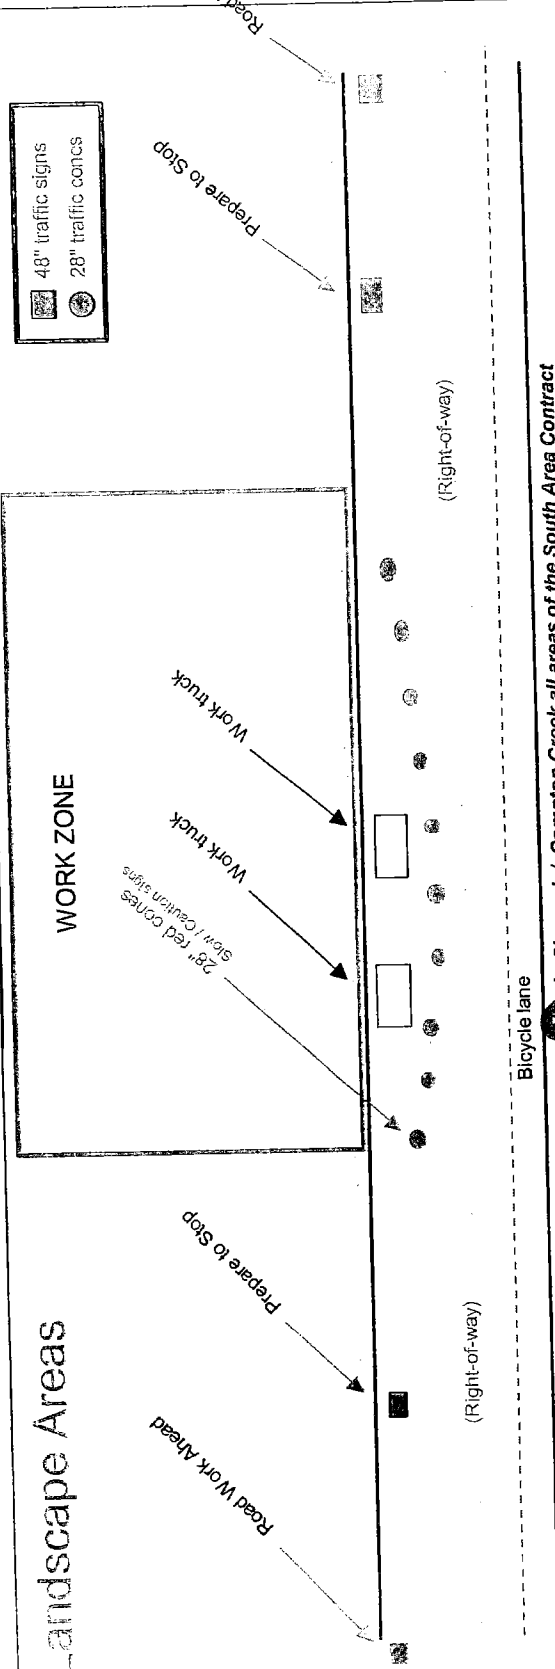 andscape Areas
48" traffic signs
28" traffic cones
WORK ZONE
Road Work Ahead
Prepare to Stop
28" red cones
Slow / Caution signs
Work truck
Work truck
Prepare to Stop
Road
(Right-of-way)
(Right-of-way)
Bicycle lane
Creek all areas of the South Area Contract